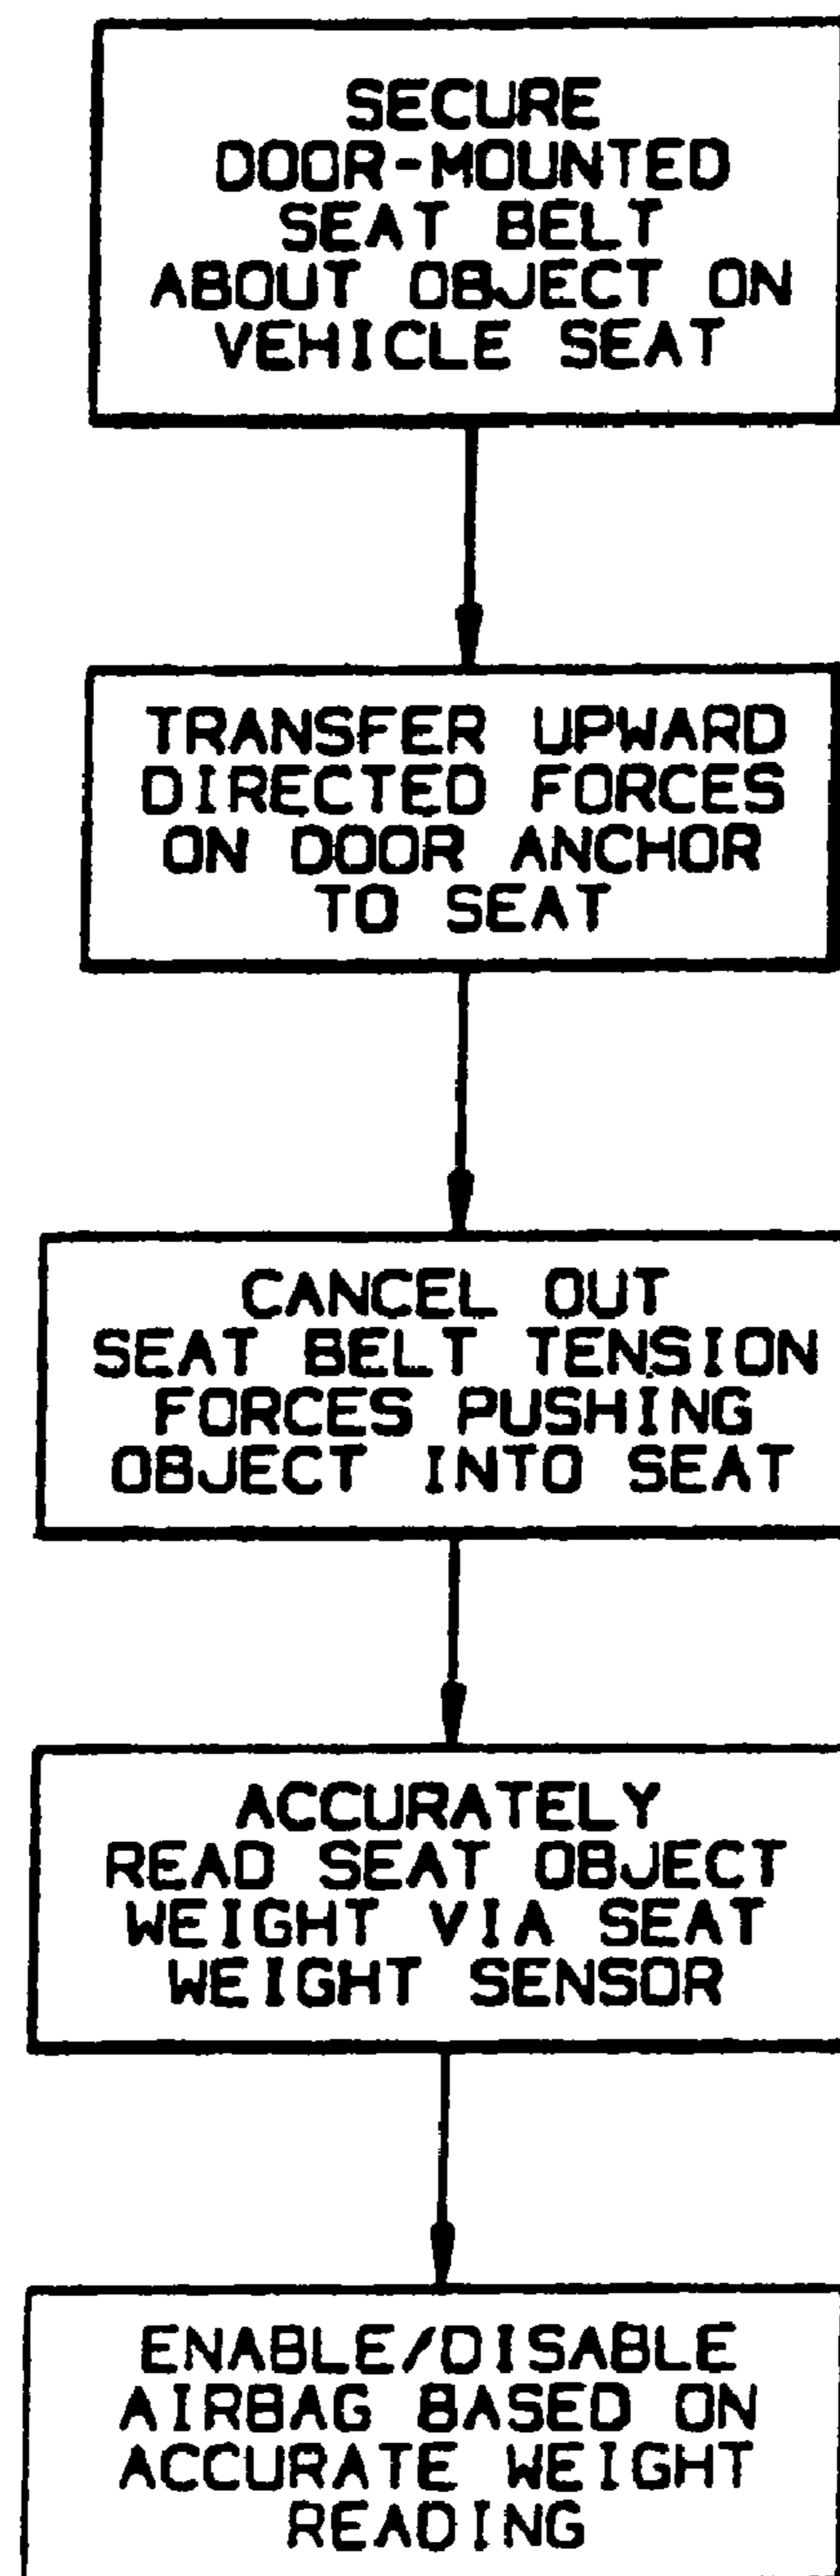 SECURE
DOOR-MOUNTED
SEAT BELT
ABOUT OBJECT ON
VEHICLE SEAT
TRANSFER UPWARD
DIRECTED FORCES
ON DOOR ANCHOR
TO SEAT
CANCEL OUT
SEAT BELT TENSION
FORCES PUSHING
OBJECT INTO SEAT
ACCURATELY
READ SEAT OBJECT
WEIGHT VIA SEAT
WEIGHT SENSOR
ENABLE/DISABLE
AIRBAG BASED ON
ACCURATE WEIGHT
READING